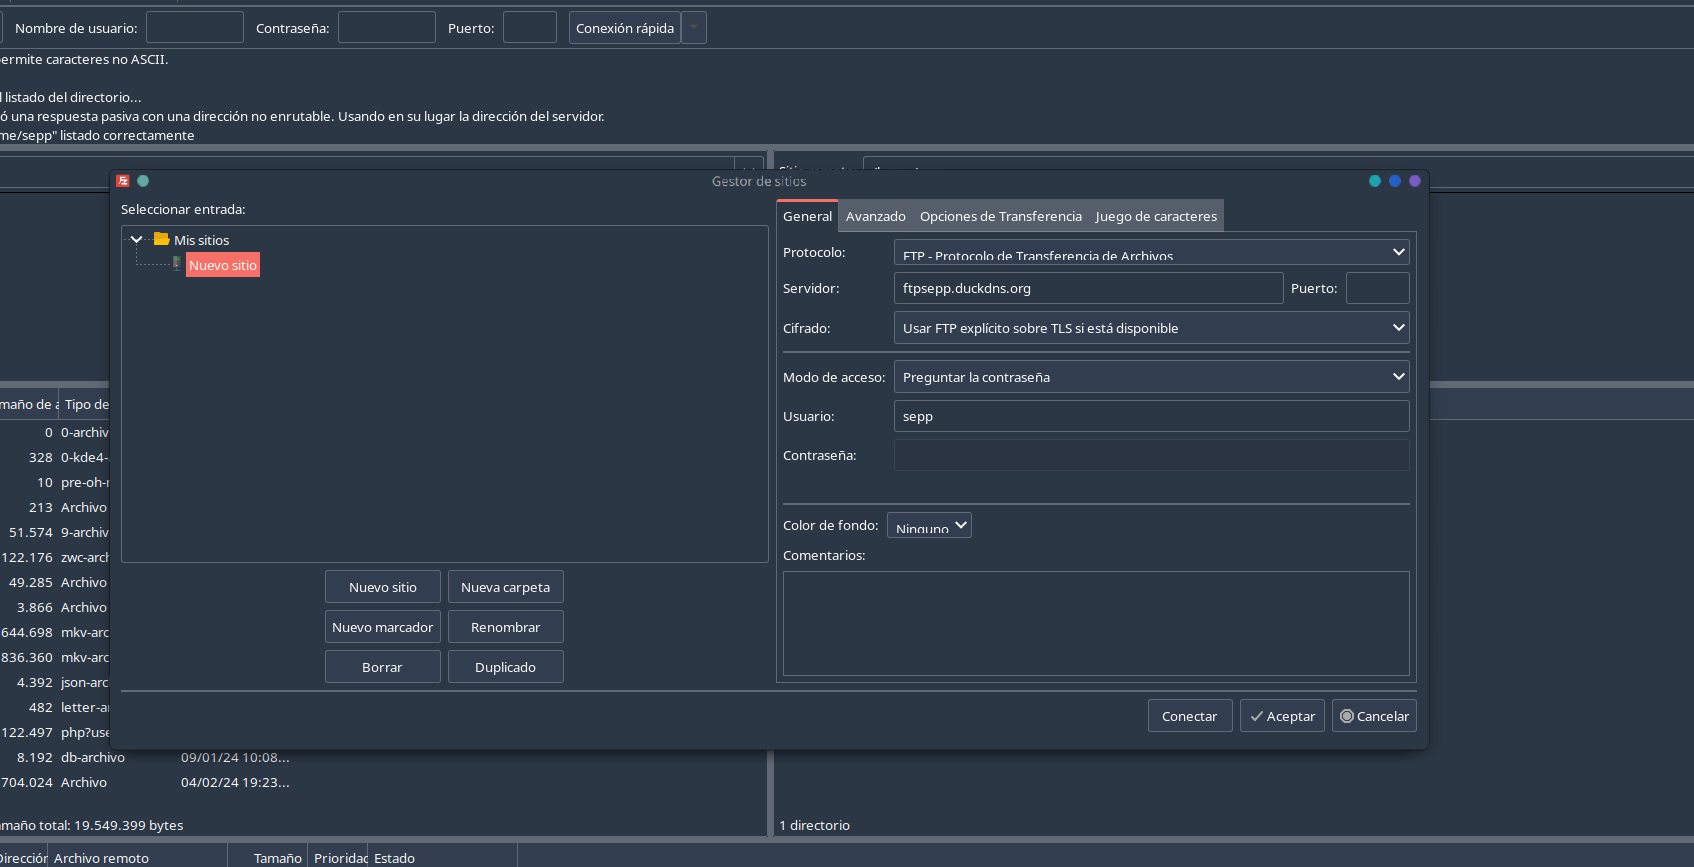 Nombre de usuario: Contraseña: Puerto: Conexión rápida
ermite caracteres no ASCII.
l listado del directorio...
ó una respuesta pasiva con una dirección no enrutable. Usando en su lugar la dirección del servidor.
me/sepp" listado correctamente
Gestor de sitios
Seleccionar entrada:
Mis sitios
Nuevo sitio
Nuevo sitio Nueva carpeta
Nuevo marcador Renombrar
Borrar Duplicado
General Avanzado Opciones de Transferencia Juego de caracteres
Protocolo: FTP - Protocolo de Transferencia de Archivos
Servidor: ftpsepp.duckdns.org Puerto:
Cifrado: Usar FTP explícito sobre TLS si está disponible
Modo de acceso: Preguntar la contraseña
Usuario: sepp
Contraseña:
Color de fondo: Ninguno
Comentarios:
Conectar Aceptar Cancelar
maño de a Tipo de
0 0-archiv
328 0-kde4-
10 pre-oh-
213 Archivo
51.574 9-archiv
122.176 zwc-arch
49.285 Archivo
3.866 Archivo
644.698 mkv-arc
836.360 mkv-arc
4.392 json-arc
482 letter-a
122.497 php?use
8.192 db-archivo 09/01/24 10:08...
704.024 Archivo 04/02/24 19:23...
maño total: 19.549.399 bytes
1 directorio
Dirección Archivo remoto Tamaño Prioridad Estado